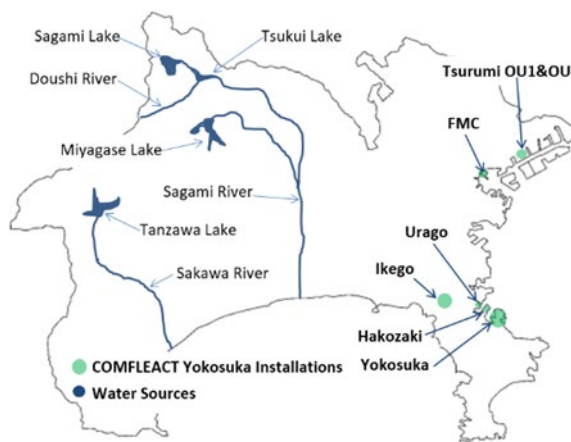 Sagami Lake
Tsukui Lake
Doushi River
Tsurumi OU1&OU
FMC
Miyagase Lake
Sagami River
Tanzawa Lake
Urago
Ikego
Sakawa River
Hakozaki
COMFLEACT Yokosuka Installations
Yokosuka
Water Sources